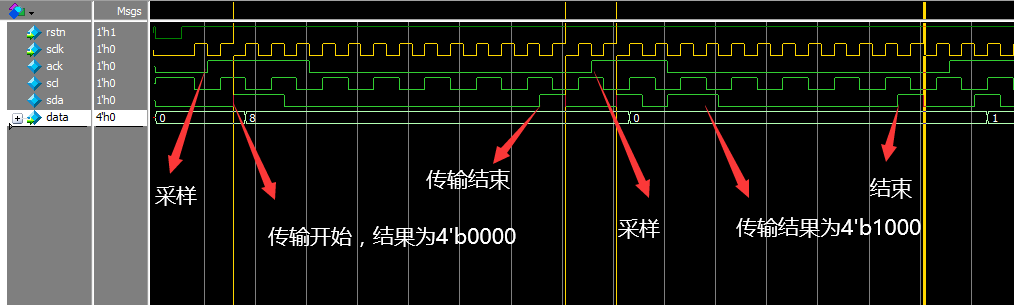 Msgs
rstn 1'h1
sclk 1'h0
ack 1'h0
scl 1'h0
sda 1'h0
data 4'h0 0 8 0 1
采样
传输开始，结果为4'b0000
传输结束
采样
传输结果为4'b1000
结束